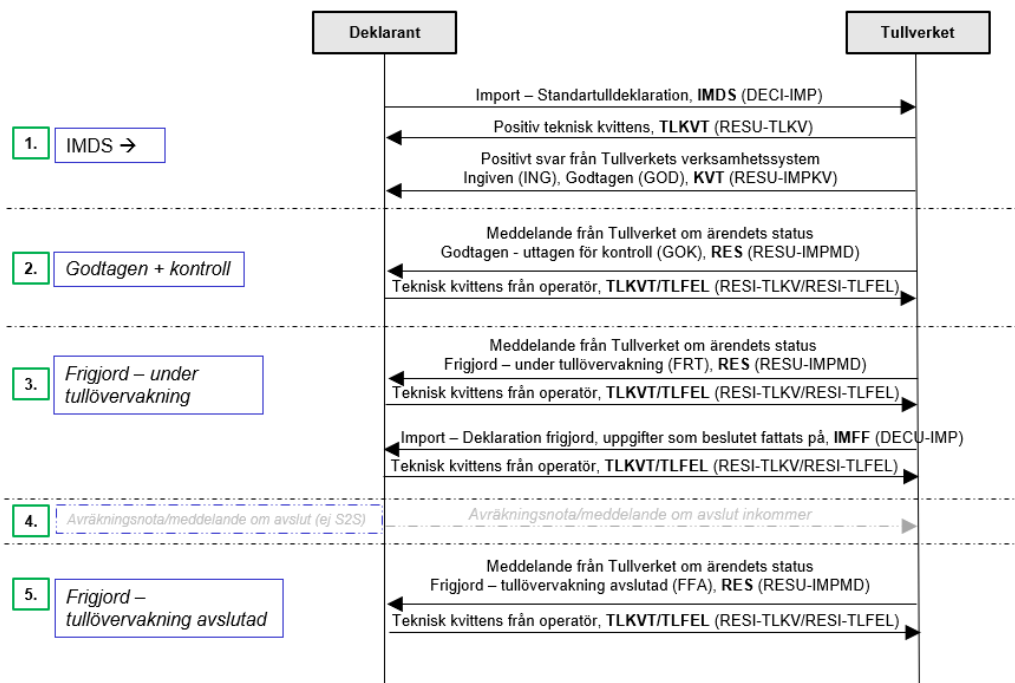 Deklarant
Tullverket
Import – Standartulldeklaration, IMDS (DECI-IMP)
Positiv teknisk kvittens, TLKVT (RESU-TLKV)
1.
IMDS →
Positivt svar från Tullverkets verksamhetssystem
Ingiven (ING), Godtagen (GOD), KVT (RESU-IMPKV)
Meddelande från Tullverket om ärendets status
Godtagen - uttagen för kontroll (GOK), RES (RESU-IMPMD)
2.
Godtagen + kontroll
Teknisk kvittens från operatör, TLKVT/TLFEL (RESI-TLKV/RESI-TLFEL)
Meddelande från Tullverket om ärendets status
Frigjord – under tullövervakning (FRT), RES (RESU-IMPMD)
3.
Frigjord – under
tullövervakning
Teknisk kvittens från operatör, TLKVT/TLFEL (RESI-TLKV/RESI-TLFEL)
Import – Deklaration frigjord, uppgifter som beslutet fattats på, IMFF (DECU-IMP)
Teknisk kvittens från operatör, TLKVT/TLFEL (RESI-TLKV/RESI-TLFEL)
4.
Avräkningsnota/meddelande om avslut (ej S2S)
Avräkningsnota/meddelande om avslut inkommer
Meddelande från Tullverket om ärendets status
Frigjord – tullövervakning avslutad (FFA), RES (RESU-IMPMD)
5.
Frigjord –
tullövervakning avslutad
Teknisk kvittens från operatör, TLKVT/TLFEL (RESI-TLKV/RESI-TLFEL)